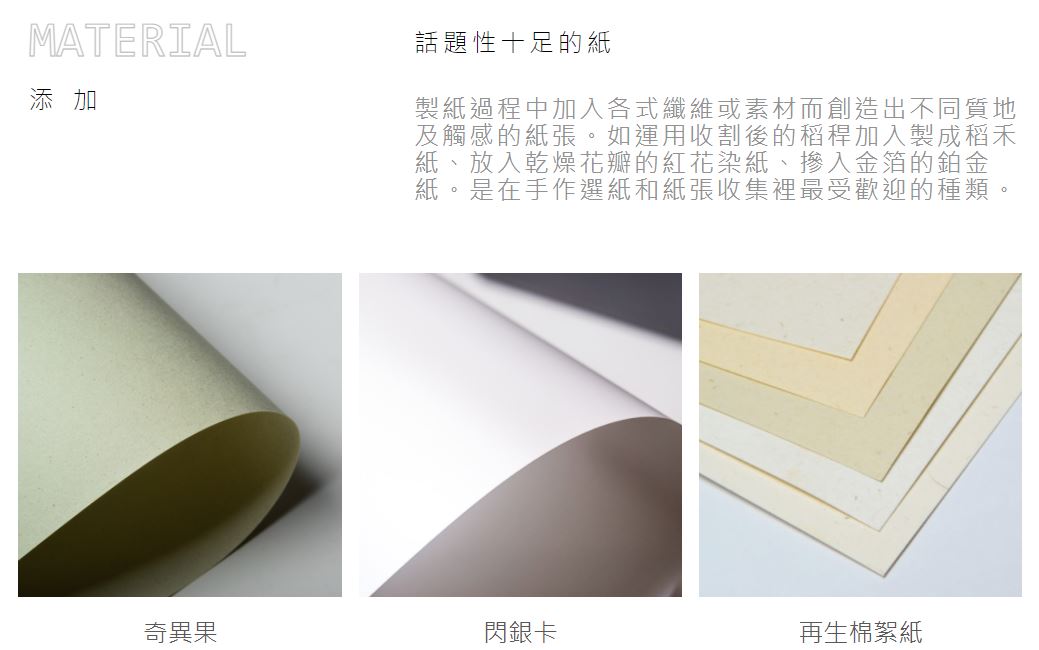 MATERIAL
添 加
話題性十足的紙
製紙過程中加入各式纖維或素材而創造出不同質地
及觸感的紙張。如運用收割後的稻稈加入製成稻禾
紙、放入乾燥花瓣的紅花染紙、摻入金箔的鉑金
紙。是在手作選紙和紙張收集裡最受歡迎的種類。
奇異果
閃銀卡
再生棉絮紙